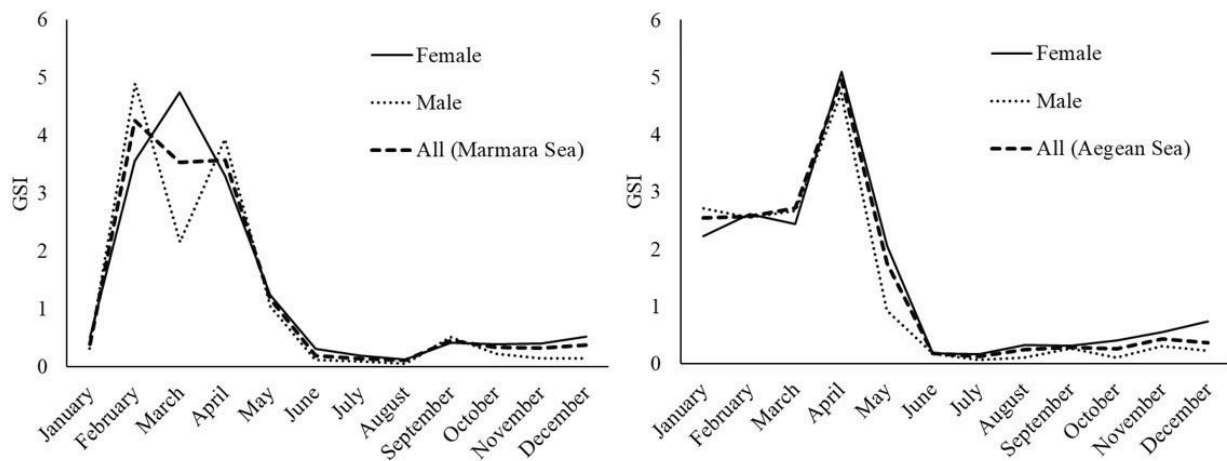 6
5
4
3
2
1
0
GSI
Female
Male
All (Marmara Sea)
January
February
March
April
May
June
July
August
September
October
November
December
6
5
4
3
2
1
0
GSI
Female
Male
All (Aegean Sea)
January
February
March
April
May
June
July
August
September
October
November
December